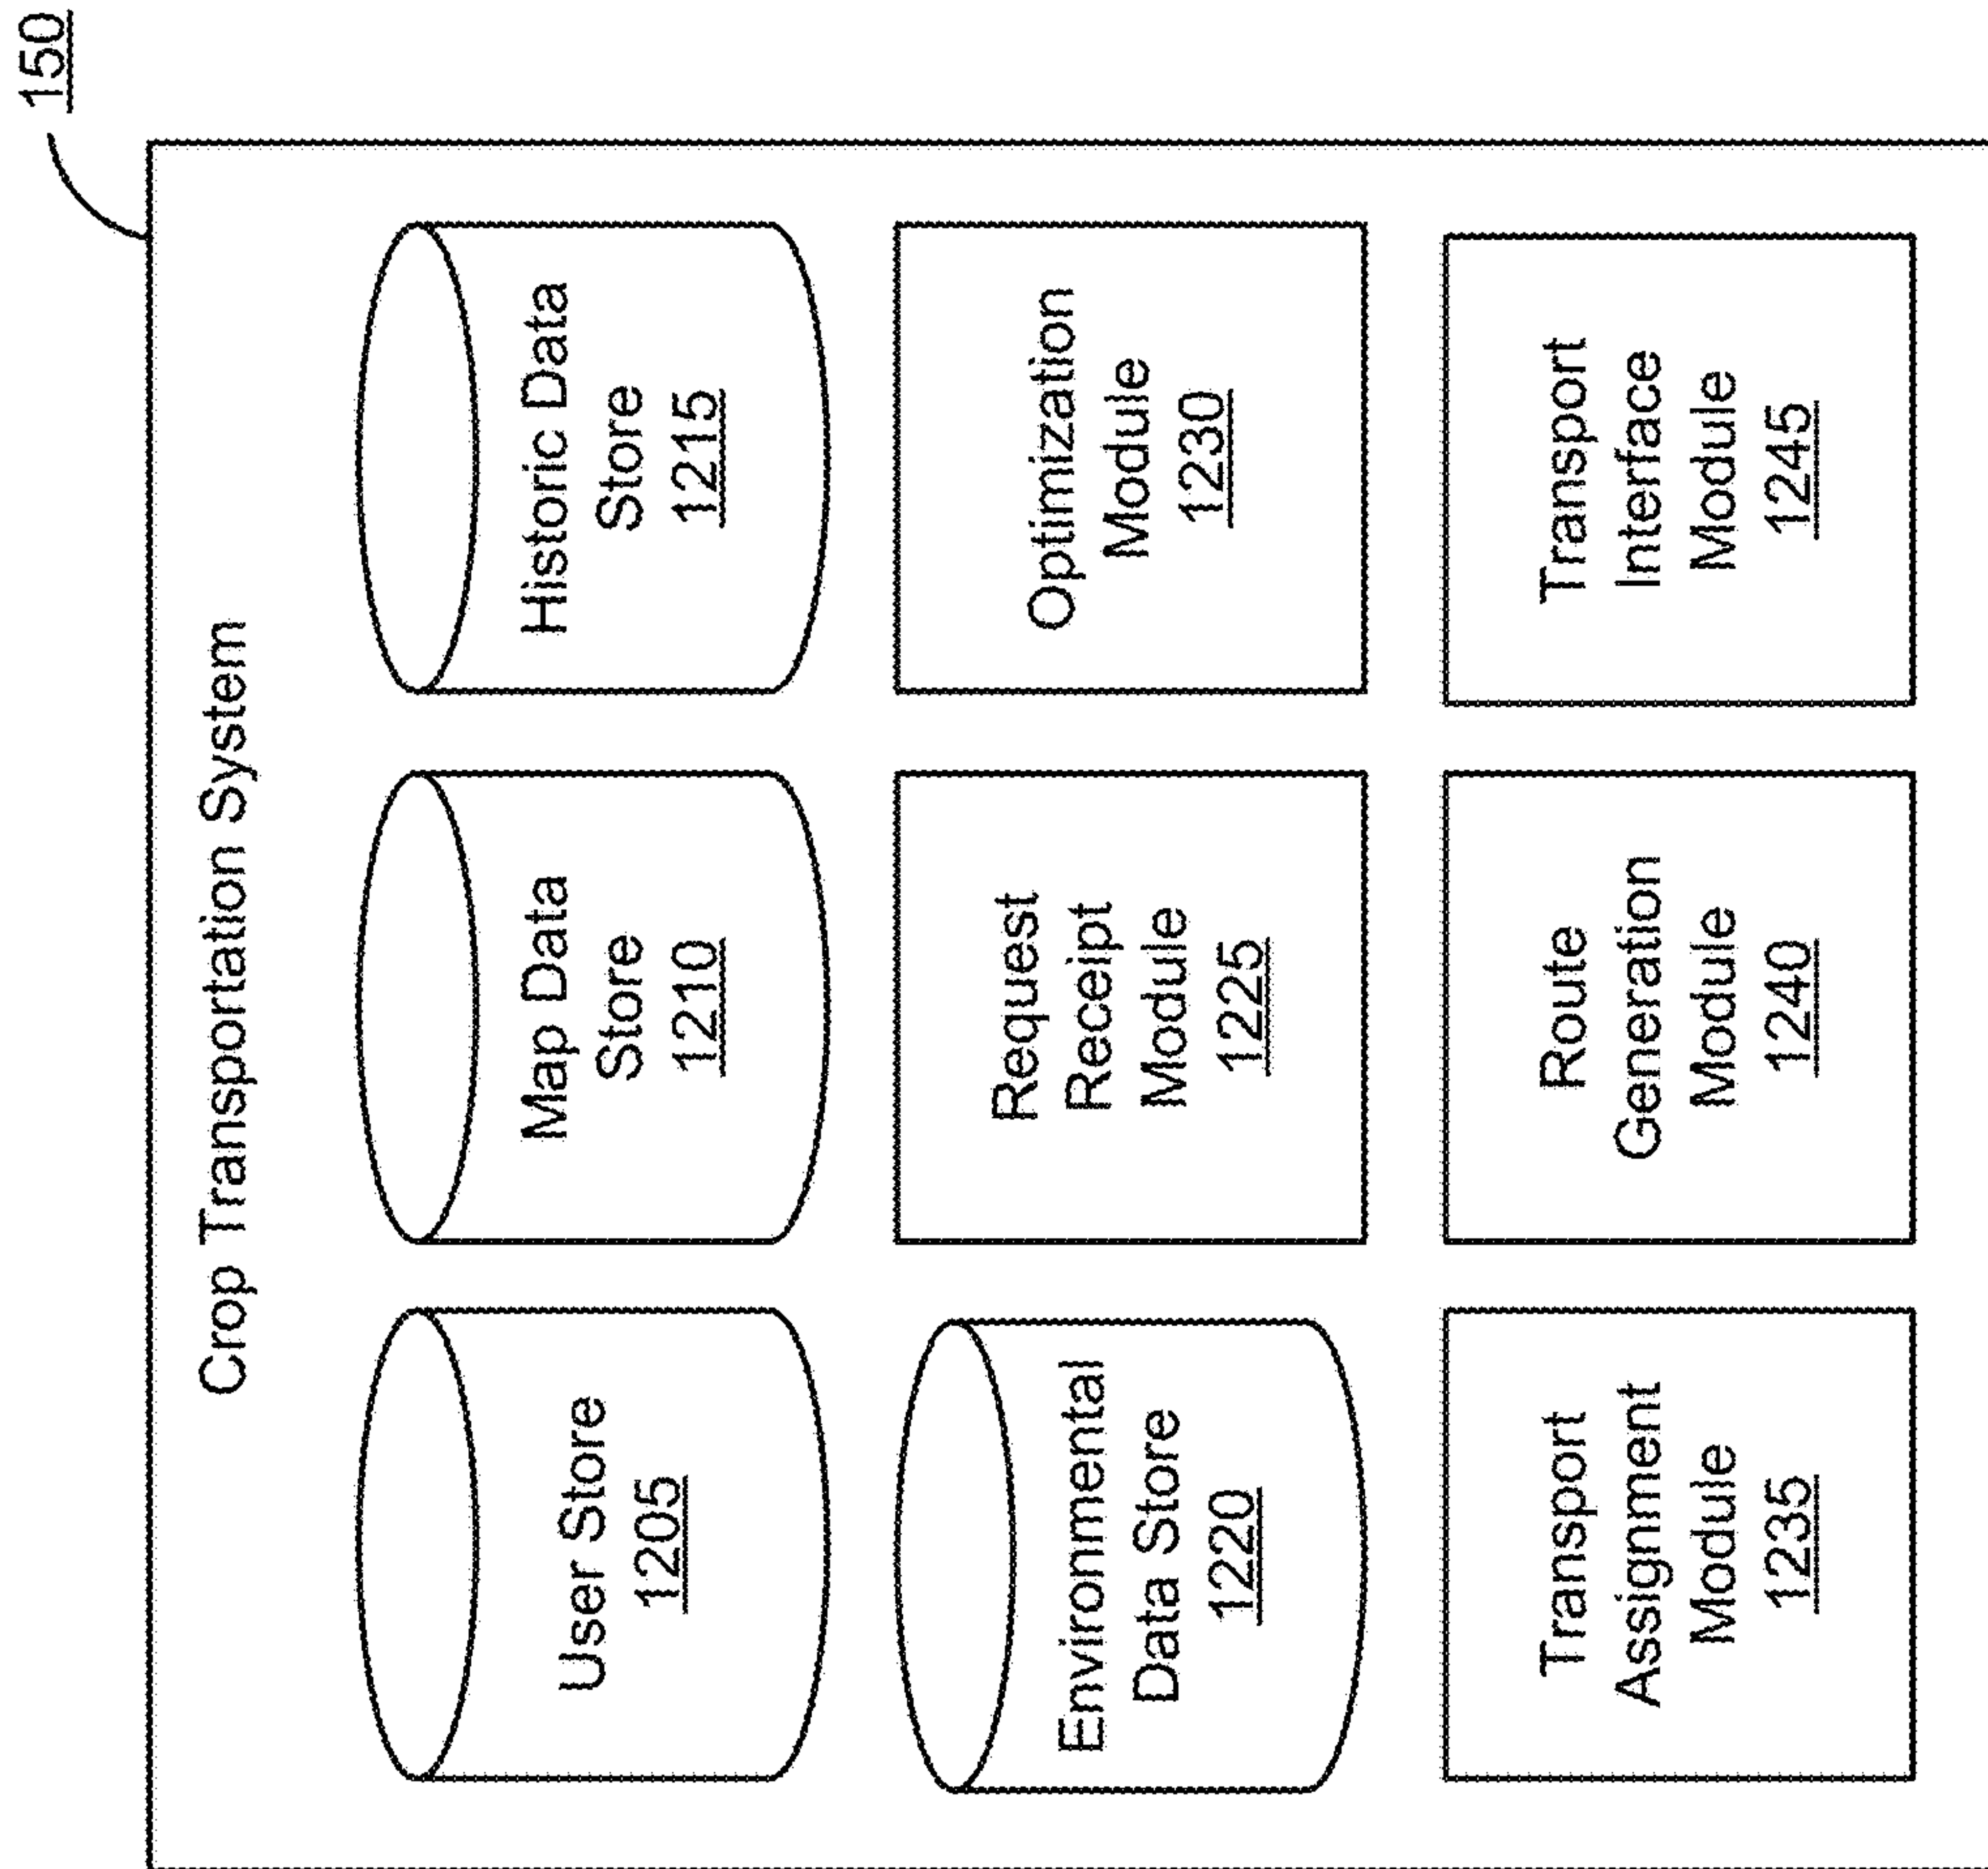 150
Crop Transportation System
User Store
1205
Map Data
Store
1210
Historic Data
Store
1215
Environmental
Data Store
1220
Request
Receipt
Module
1225
Optimization
Module
1230
Transport
Assignment
Module
1235
Route
Generation
Module
1240
Transport
Interface
Module
1245